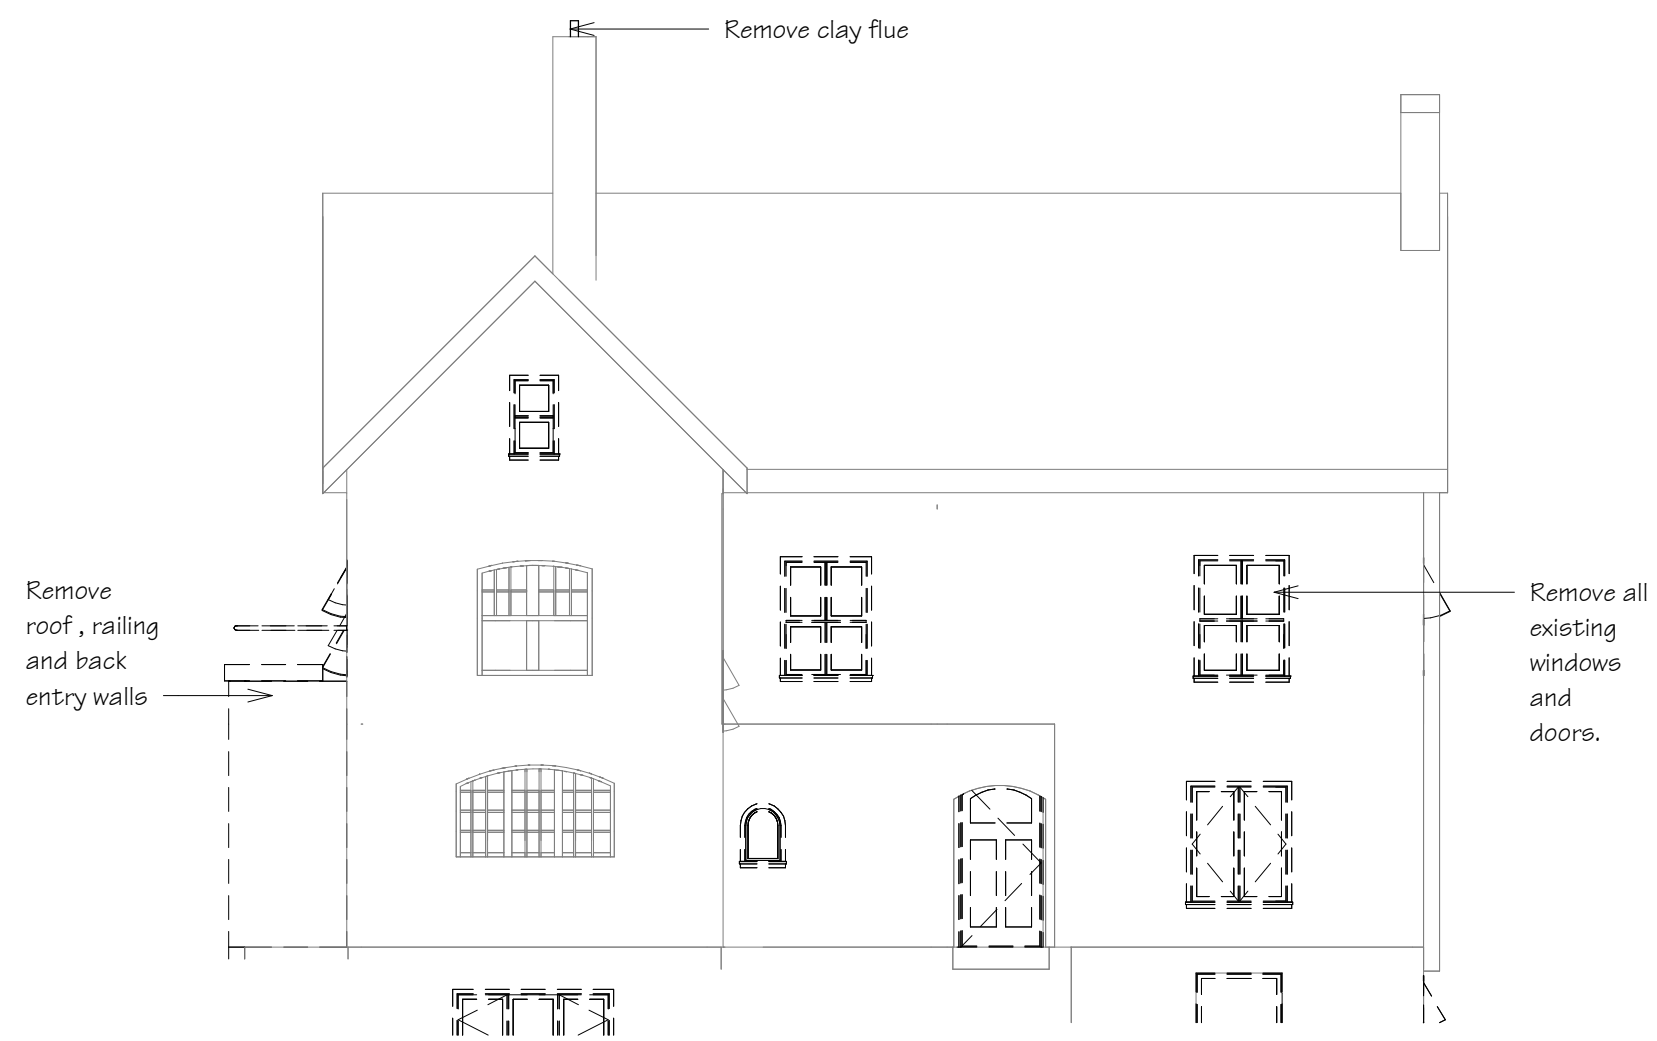 Remove clay flue
Remove
roof , railing
and back
entry walls
Remove all
existing
windows
and
doors.